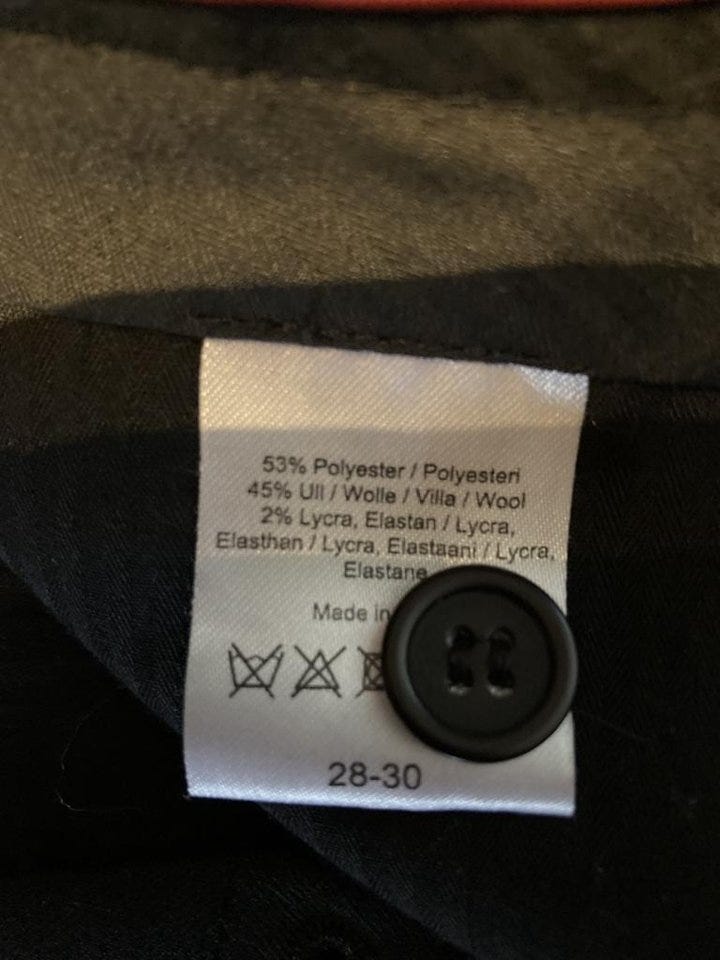 53% Polyester / Polyesteri
45% Ull / Wolle / Villa / Wool
2% Lycra, Elastan / Lycra,
Elasthan / Lycra, Elastaani / Lycra,
Elastane
Made in
28-30